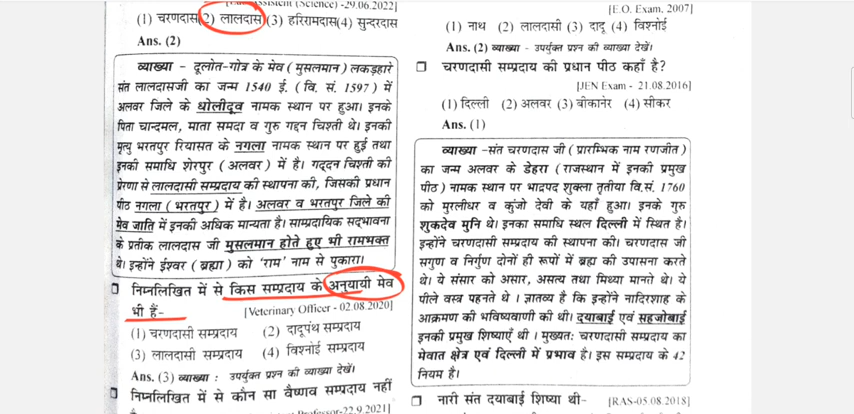 Assistent (Science) -29.06.2022]
(1) चरणदास(2) लालदास(3) हरिरामदास(4) सुन्दरदास
Ans. (2)
व्याख्या - दूलोत-गोत्र के मेव (मुसलमान) लकड़हारे
संत लालदासजी का जन्म 1540 ई. (वि. सं. 1597) में
अलवर जिले के धोलीदूव नामक स्थान पर हुआ। इनके
पिता चान्दमल, माता समदा व गुरु गद्दन चिश्ती थे। इनकी
मृत्यु भरतपुर रियासत के नगला नामक स्थान पर हुई तथा
इनकी समाधि शेरपुर (अलवर) में है। गद्दन चिश्ती की
प्रेरणा से लालदासी सम्प्रदाय की स्थापना की, जिसकी प्रधान
पीठ नगला (भरतपुर) में है। अलवर व भरतपुर जिले की
मेव जाति में इनकी अधिक मान्यता है। साम्प्रदायिक सद्भावना
के प्रतीक लालदास जी मुसलमान होते हुए भी रामभक्त
थे। इन्होंने ईश्वर (ब्रह्मा) को 'राम' नाम से पुकारा।
निम्नलिखित में से किस सम्प्रदाय के अनुयायी मेव
भी हैं-
[Veterinary Officer - 02.08.2020]
(1) चरणदासी सम्प्रदाय (2) दादूपंथ सम्प्रदाय
(3) लालदासी सम्प्रदाय (4) विश्नोई सम्प्रदाय
Ans. (3) व्याख्या : उपर्युक्त प्रश्न की व्याख्या देखें।
निम्नलिखित में से कौन सा वैष्णव सम्प्रदाय नहीं
Professor-22.9.2021]
[E.O. Exam, 2007]
(1) नाथ (2) लालदासी (3) दादू (4) विश्नोई
Ans. (2) व्याख्या - उपर्युक्त प्रश्न की व्याख्या देखें।
चरणदासी सम्प्रदाय की प्रधान पीठ कहाँ है?
[JEN Exam - 21.08.2016]
(1) दिल्ली (2) अलवर (3) बीकानेर (4) सीकर
Ans. (1)
व्याख्या -संत चरणदास जी (प्रारम्भिक नाम रणजीत)
का जन्म अलवर के डेहरा (राजस्थान में इनकी प्रमुख
पीठ) नामक स्थान पर भाद्रपद शुक्ला तृतीया वि.सं. 1760
को मुरलीधर व कुंजो देवी के यहाँ हुआ। इनके गुरु
शुकदेव मुनि थे। इनका समाधि स्थल दिल्ली में स्थित है।
इन्होंने चरणदासी सम्प्रदाय की स्थापना की। चरणदास जी
सगुण व निर्गुण दोनों ही रूपों में ब्रह्म की उपासना करते
थे। ये संसार को असार, असत्य तथा मिथ्या मानते थे। ये
पीले वस्त्र पहनते थे । ज्ञातव्य है कि इन्होंने नादिरशाह के
आक्रमण की भविष्यवाणी की थी। दयाबाई एवं सहजोबाई
इनकी प्रमुख शिष्याएँ थी । मुख्यतः चरणदासी सम्प्रदाय का
मेवात क्षेत्र एवं दिल्ली में प्रभाव है। इस सम्प्रदाय के 42
नियम है।
नारी संत दयाबाई शिष्या थी- [RAS-05.08.2018]